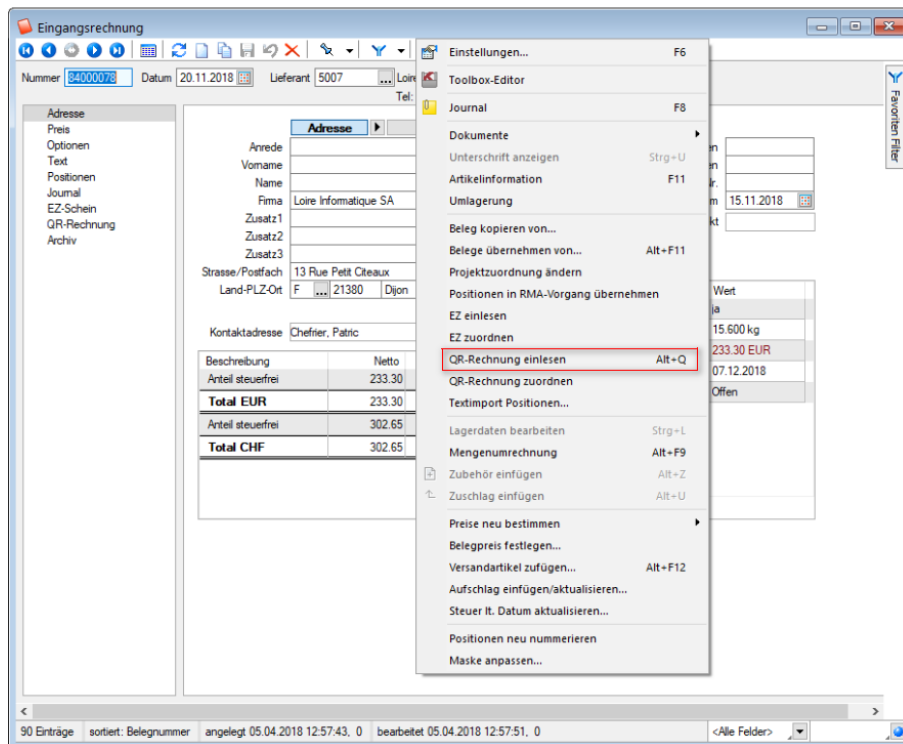 Eingangsrechnung
Nummer 84000078 Datum 20.11.2018 Lieferant 5007 ... Loire
Tel:
Favoriten Filter
Adresse
Preis
Optionen
Text
Positionen
Journal
EZ-Schein
QR-Rechnung
Archiv
Adresse
Anrede
Vorname
Name
Firma Loire Informatique SA
Zusatz1
Zusatz2
Zusatz3
Strasse/Postfach 13 Rue Petit Citeaux
Land-PLZ-Ort F ... 21380 Dijon
Kontaktadresse Chefrier, Patric
Beschreibung Netto
Anteil steuerfrei 233.30
Total EUR 233.30
Anteil steuerfrei 302.65
Total CHF 302.65
Einstellungen... F6
Toolbox-Editor
Journal F8
Dokumente
Unterschrift anzeigen Strg+U
Artikelinformation F11
Umlagerung
Beleg kopieren von...
Belege übernehmen von... Alt+F11
Projektzuordnung ändern
Positionen in RMA-Vorgang übernehmen
EZ einlesen
EZ zuordnen
QR-Rechnung einlesen Alt+Q
QR-Rechnung zuordnen
Textimport Positionen...
Lagerdaten bearbeiten Strg+L
Mengenumrechnung Alt+F9
Zubehör einfügen Alt+Z
Zuschlag einfügen Alt+U
Preise neu bestimmen
Belegpreis festlegen...
Versandartikel zufügen... Alt+F12
Aufschlag einfügen/aktualisieren...
Steuer lt. Datum aktualisieren...
Positionen neu nummerieren
Maske anpassen...
en
en
Nr.
m 15.11.2018
kt
Wert
ja
15.600 kg
233.30 EUR
07.12.2018
Offen
90 Einträge sortiert: Belegnummer angelegt 05.04.2018 12:57:43, 0 bearbeitet 05.04.2018 12:57:51, 0 <Alle Felder>